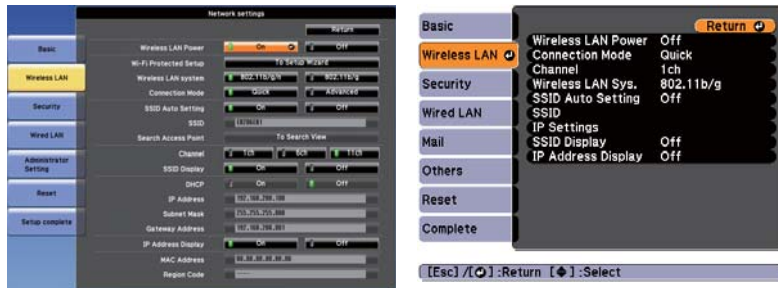 Network settings
Return
Basic
Wireless LAN
Security
Wired LAN
Administrator
Setting
Reset
Setup complete
Wireless LAN Power On Off
Wi-Fi Protected Setup To Setup Wizard
Wireless LAN system 802.11b/g/n 802.11b/g
Connection Mode Quick Advanced
SSID Auto Setting On Off
SSID
Search Access Point To Search View
Channel 1ch 6ch 11ch
SSID Display On Off
DHCP On Off
IP Address
Subnet Mask
Gateway Address
IP Address Display On Off
MAC Address
Region Code ----
Basic
Wireless LAN
Security
Wired LAN
Mail
Others
Reset
Complete
Return
Wireless LAN Power Off
Connection Mode Quick
Channel 1ch
Wireless LAN Sys. 802.11b/g
SSID Auto Setting Off
SSID
IP Settings
SSID Display Off
IP Address Display Off
[Esc] /[ ] :Return [ ] :Select